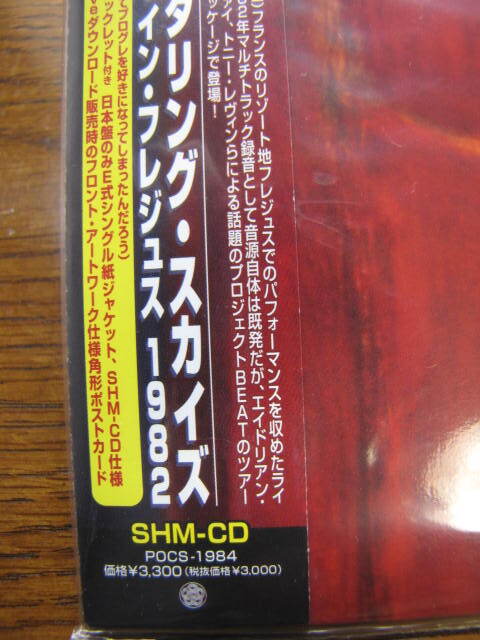 )フランスのリゾート地フレジュスでのパフォーマンスを収めたライ
82年マルチトラック録音として音源自体は既発だが、エイドリアン・
ァイ、トニー・レヴィンらによる話題のプロジェクトBEATのツアー
ッケージで登場！
タリング・スカイズ
イン・フレジュス 1982
てプログレを好きになってしまったんだろう)
ックレット付き 日本盤のみE式シングル紙ジャケット、SHM-CD仕様
veダウンロード販売時のフロント・アートワーク仕様角形ポストカード
SHM-CD
POCS-1984
価格¥3,300(税抜価格¥3,000)